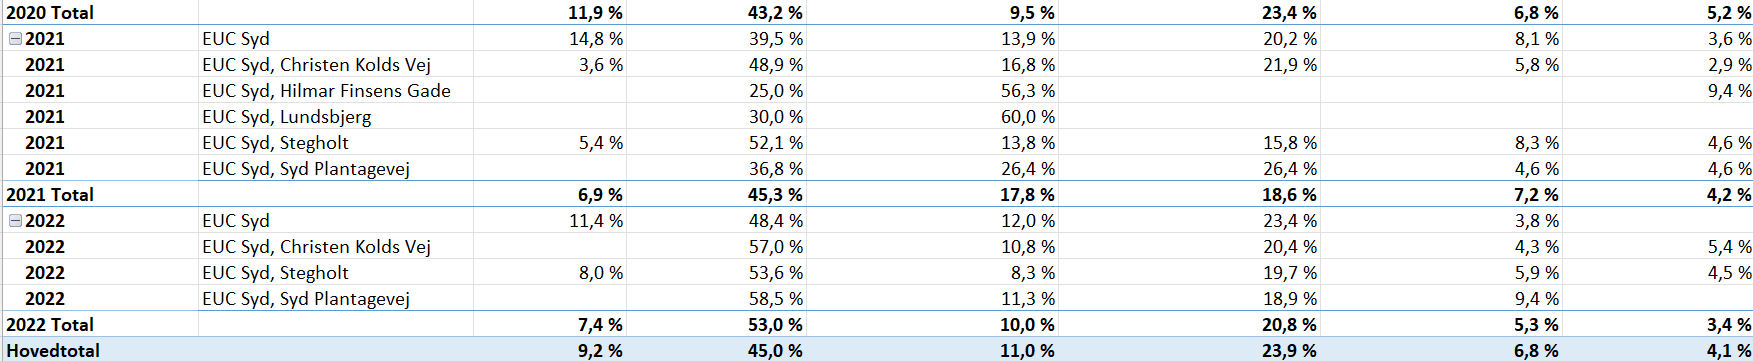 2020 Total 11,9 % 43,2 % 9,5 % 23,4 % 6,8 % 5,2 %
2021 EUC Syd 14,8 % 39,5 % 13,9 % 20,2 % 8,1 % 3,6 %
2021 EUC Syd, Christen Kolds Vej 3,6 % 48,9 % 16,8 % 21,9 % 5,8 % 2,9 %
2021 EUC Syd, Hilmar Finsens Gade 25,0 % 56,3 % 9,4 %
2021 EUC Syd, Lundsbjerg 30,0 % 60,0 %
2021 EUC Syd, Stegholt 5,4 % 52,1 % 13,8 % 15,8 % 8,3 % 4,6 %
2021 EUC Syd, Syd Plantagevej 36,8 % 26,4 % 26,4 % 4,6 % 4,6 %
2021 Total 6,9 % 45,3 % 17,8 % 18,6 % 7,2 % 4,2 %
2022 EUC Syd 11,4 % 48,4 % 12,0 % 23,4 % 3,8 %
2022 EUC Syd, Christen Kolds Vej 57,0 % 10,8 % 20,4 % 4,3 % 5,4 %
2022 EUC Syd, Stegholt 8,0 % 53,6 % 8,3 % 19,7 % 5,9 % 4,5 %
2022 EUC Syd, Syd Plantagevej 58,5 % 11,3 % 18,9 % 9,4 %
2022 Total 7,4 % 53,0 % 10,0 % 20,8 % 5,3 % 3,4 %
Hovedtotal 9,2 % 45,0 % 11,0 % 23,9 % 6,8 % 4,1 %